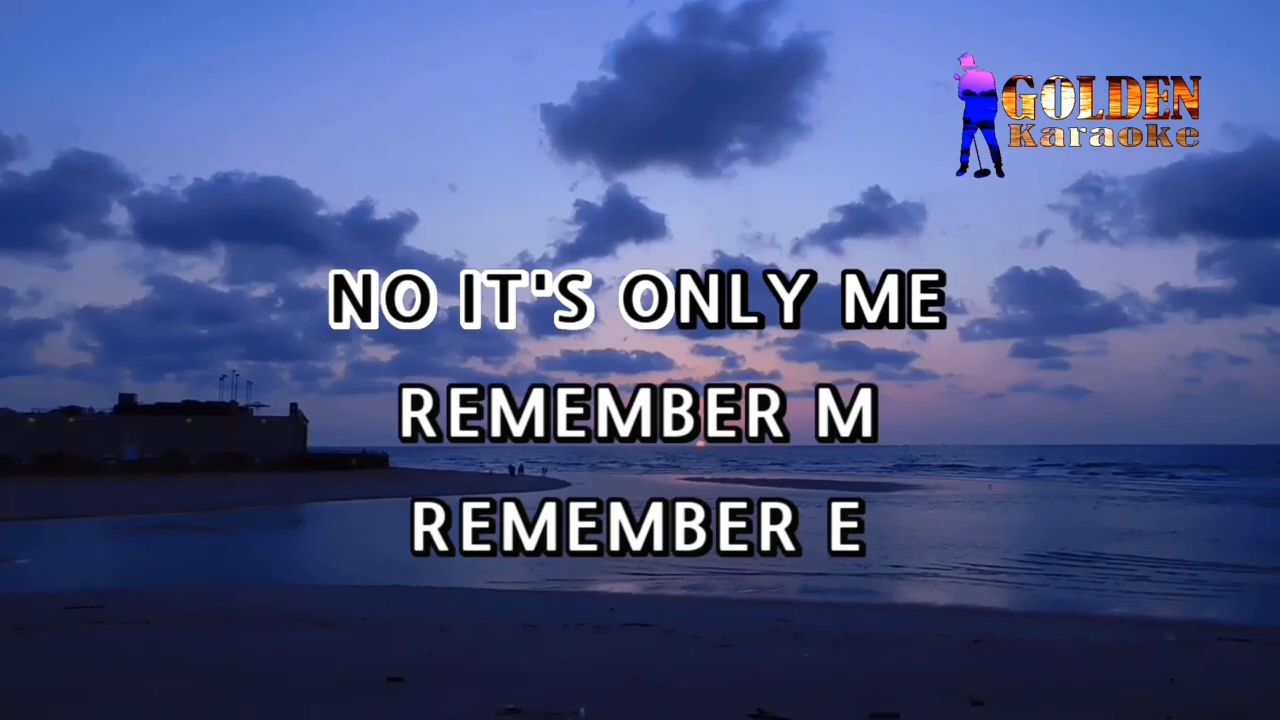 GOLDEN
Karaoke
NO IT'S ONLY ME
REMEMBER M
REMEMBER E